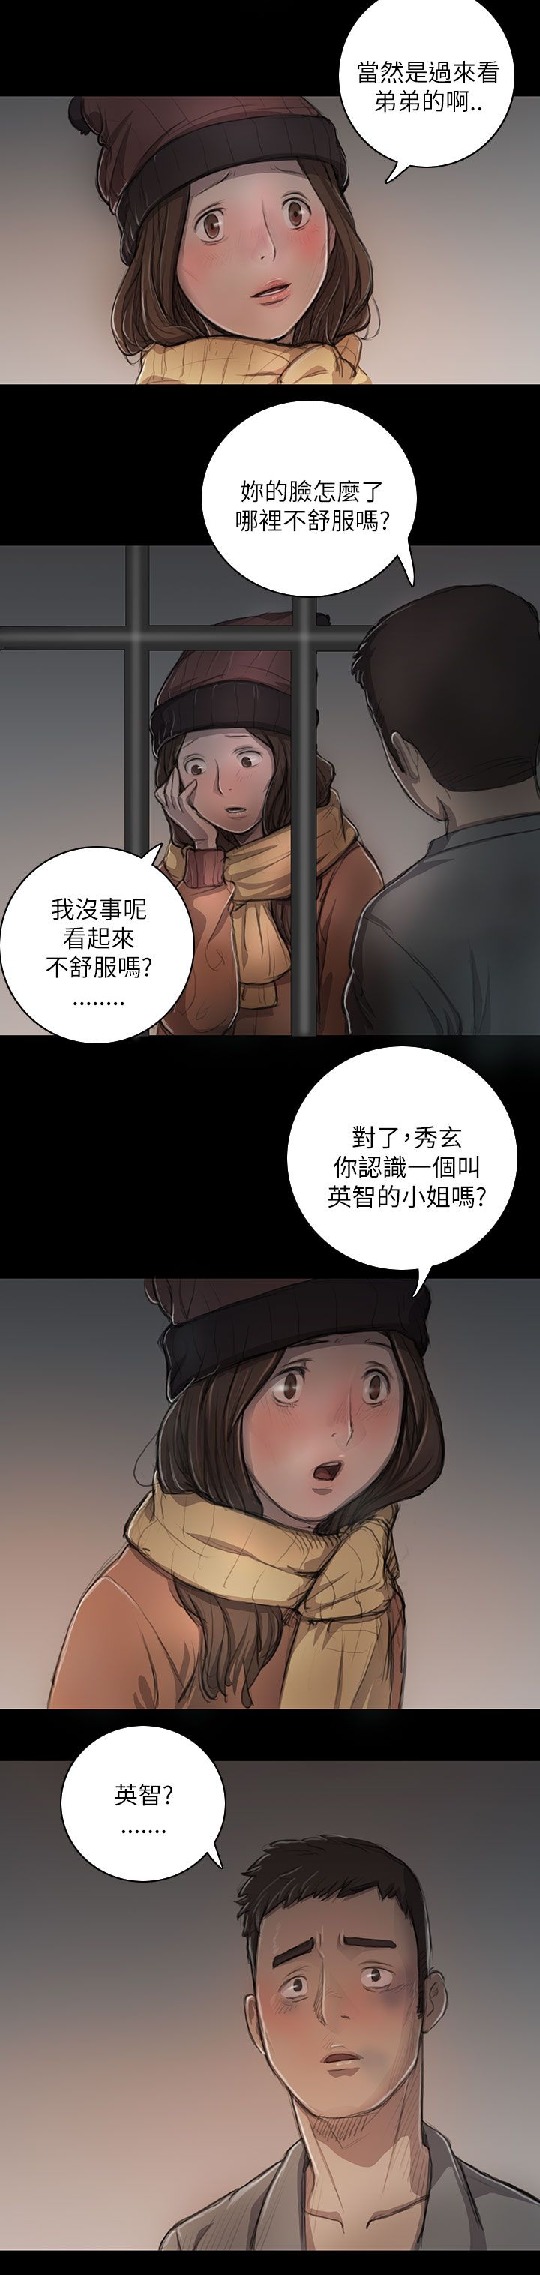 當然是過來看
弟弟的啊..
妳的臉怎麼了
哪裡不舒服嗎?
我沒事呢
看起來
不舒服嗎?
........
對了,秀玄
你認識一個叫
英智的小姐嗎?
英智?
.......